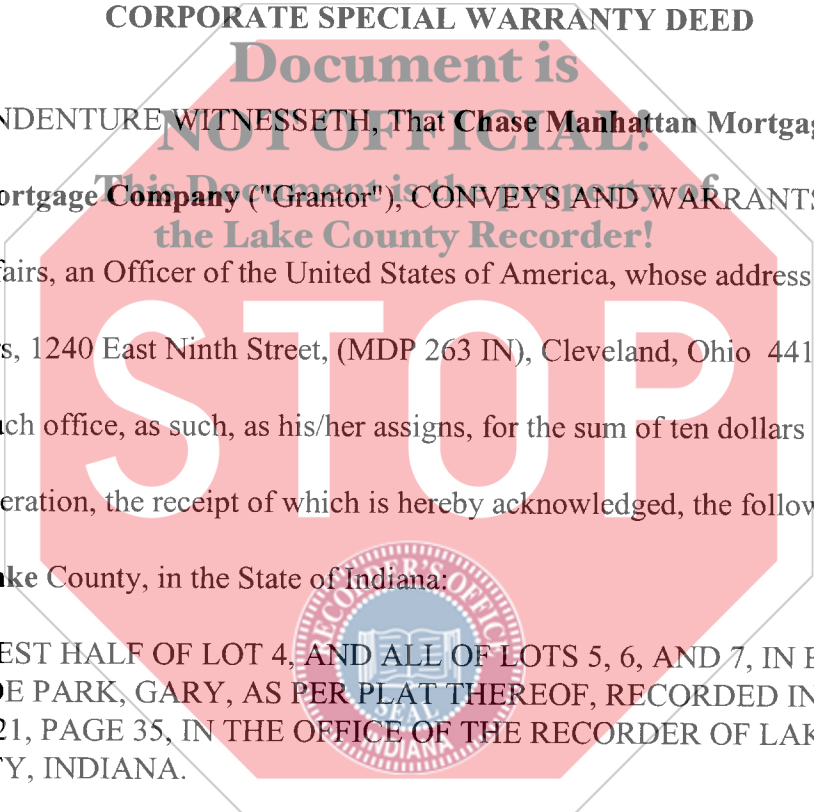 CORPORATE SPECIAL WARRANTY DEED
Document is
NDENTURE WITNESSETH, That Chase Manhattan Mortga
NOT OFFICIAL!
ortgage Company ("Grantor"), CONVEYS AND WARRANTS
This Document is the property of
the Lake County Recorder!
fairs, an Officer of the United States of America, whose address
s, 1240 East Ninth Street, (MDP 263 IN), Cleveland, Ohio 441
STOP
ch office, as such, as his/her assigns, for the sum of ten dollars
eration, the receipt of which is hereby acknowledged, the follow
ke County, in the State of Indiana:
RECORDER'S OFFICE
EST HALF OF LOT 4, AND ALL OF LOTS 5, 6, AND 7, IN B
DE PARK, GARY, AS PER PLAT THEREOF, RECORDED IN
SEAL
21, PAGE 35, IN THE OFFICE OF THE RECORDER OF LAK
INDIANA
TY, INDIANA.